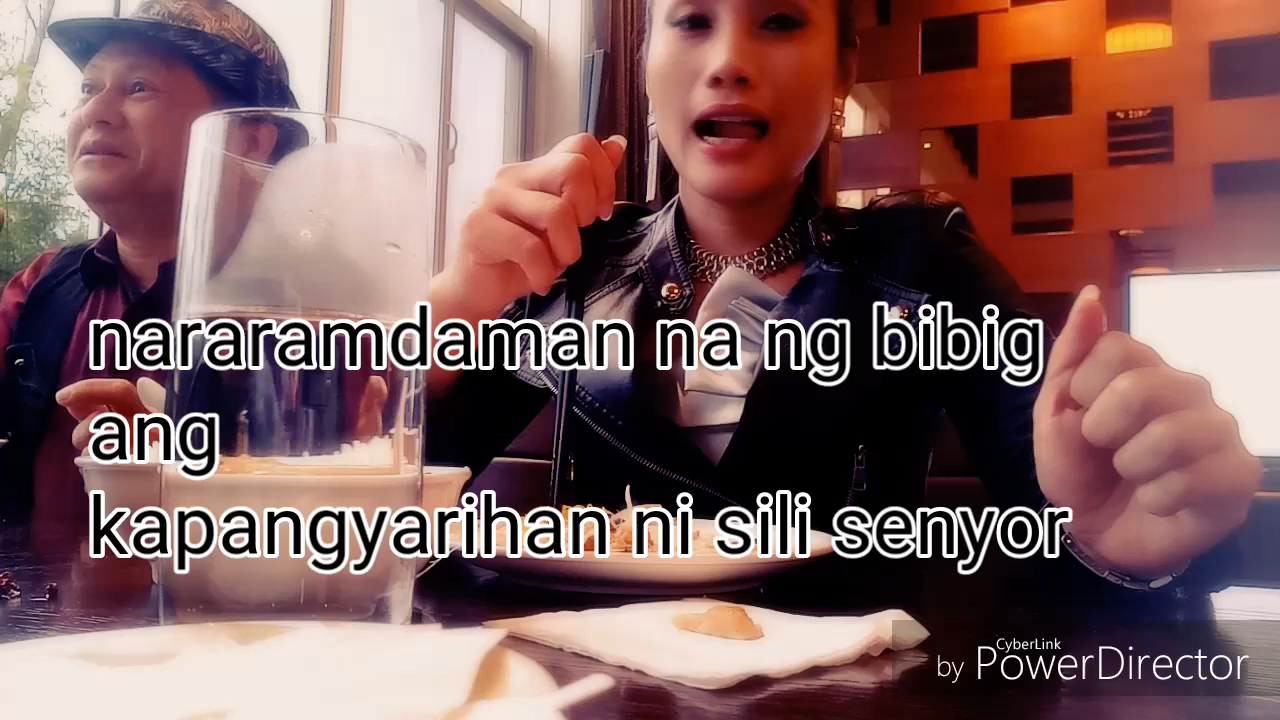 nararamdaman na ng bibig
ang
kapangyarihan ni sili senyor
CyberLink
by PowerDirector